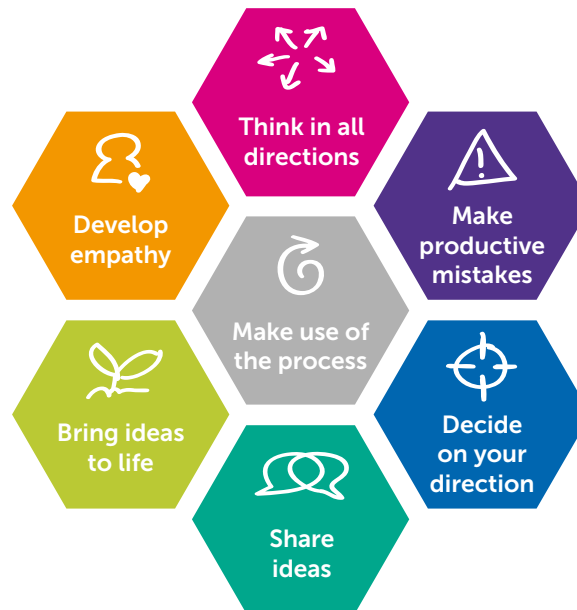 Think in all
directions
Develop
empathy
Make
productive
mistakes
Make use of
the process
Bring ideas
to life
Decide
on your
direction
Share
ideas